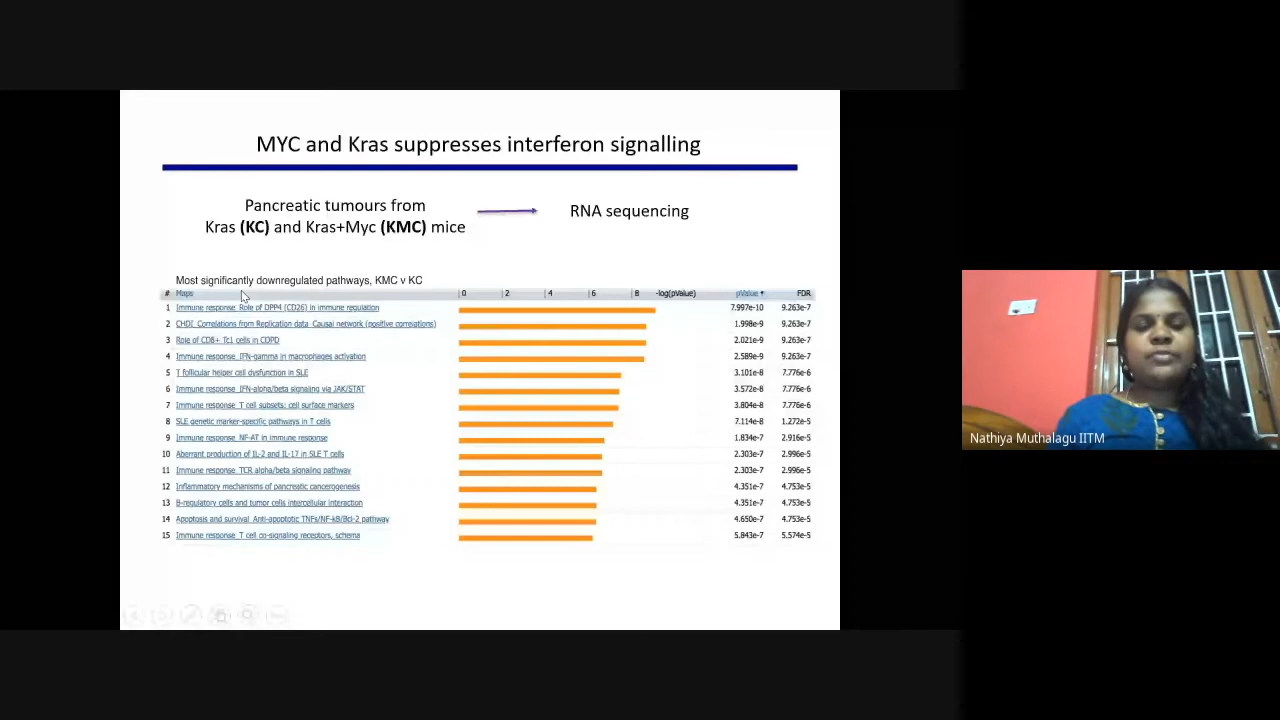 MYC and Kras suppresses interferon signalling
Pancreatic tumours from
Kras (KC) and Kras+Myc (KMC) mice
RNA sequencing
Most significantly downregulated pathways, KMC v KC
# Maps 0 2 4 6 8 -log(pValue) pValue FDR
1 Immune response_Role of DPP4 (CD26) in immune regulation 7.997e-10 9.263e-7
2 CHDI_Correlations from Replication data_Causal network (positive correlations) 1.998e-9 9.263e-7
3 Role of CD8+ Tc1 cells in COPD 2.021e-9 9.263e-7
4 Immune response_IFN-gamma in macrophages activation 2.589e-9 9.263e-7
5 T follicular helper cell dysfunction in SLE 3.101e-8 7.776e-6
6 Immune response_IFN-alpha/beta signaling via JAK/STAT 3.572e-8 7.776e-6
7 Immune response_T cell subsets: cell surface markers 3.804e-8 7.776e-6
8 SLE genetic marker-specific pathways in T cells 7.114e-8 1.272e-5
9 Immune response_NF-AT in immune response 1.834e-7 2.916e-5
10 Aberrant production of IL-2 and IL-17 in SLE T cells 2.303e-7 2.996e-5
11 Immune response_TCR alpha/beta signaling pathway 2.303e-7 2.996e-5
12 Inflammatory mechanisms of pancreatic cancerogenesis 4.351e-7 4.753e-5
13 B-regulatory cells and tumor cells intercellular interaction 4.351e-7 4.753e-5
14 Apoptosis and survival_Anti-apoptotic TNFs/NF-kB/Bcl-2 pathway 4.650e-7 4.753e-5
15 Immune response_T cell co-signaling receptors, schema 5.843e-7 5.574e-5
Nathiya Muthalagu IITM